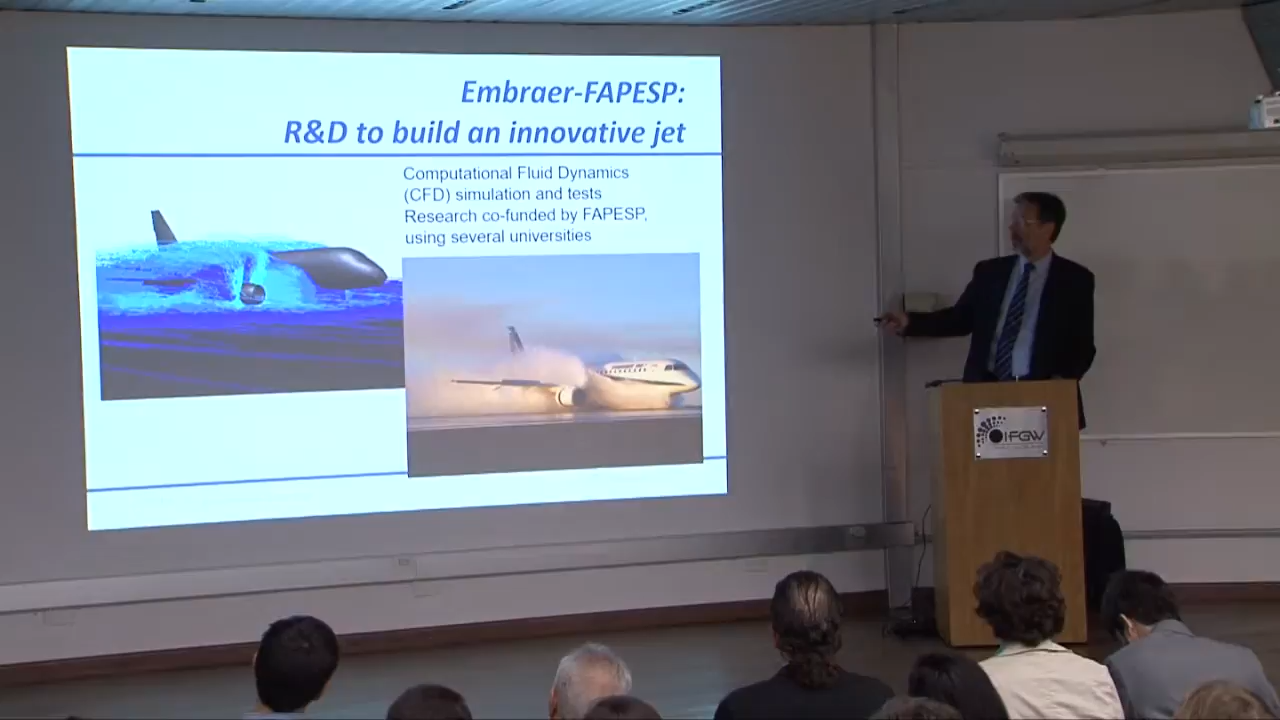 Embraer-FAPESP:
R&D to build an innovative jet
Computational Fluid Dynamics
(CFD) simulation and tests
Research co-funded by FAPESP,
using several universities
IFGW